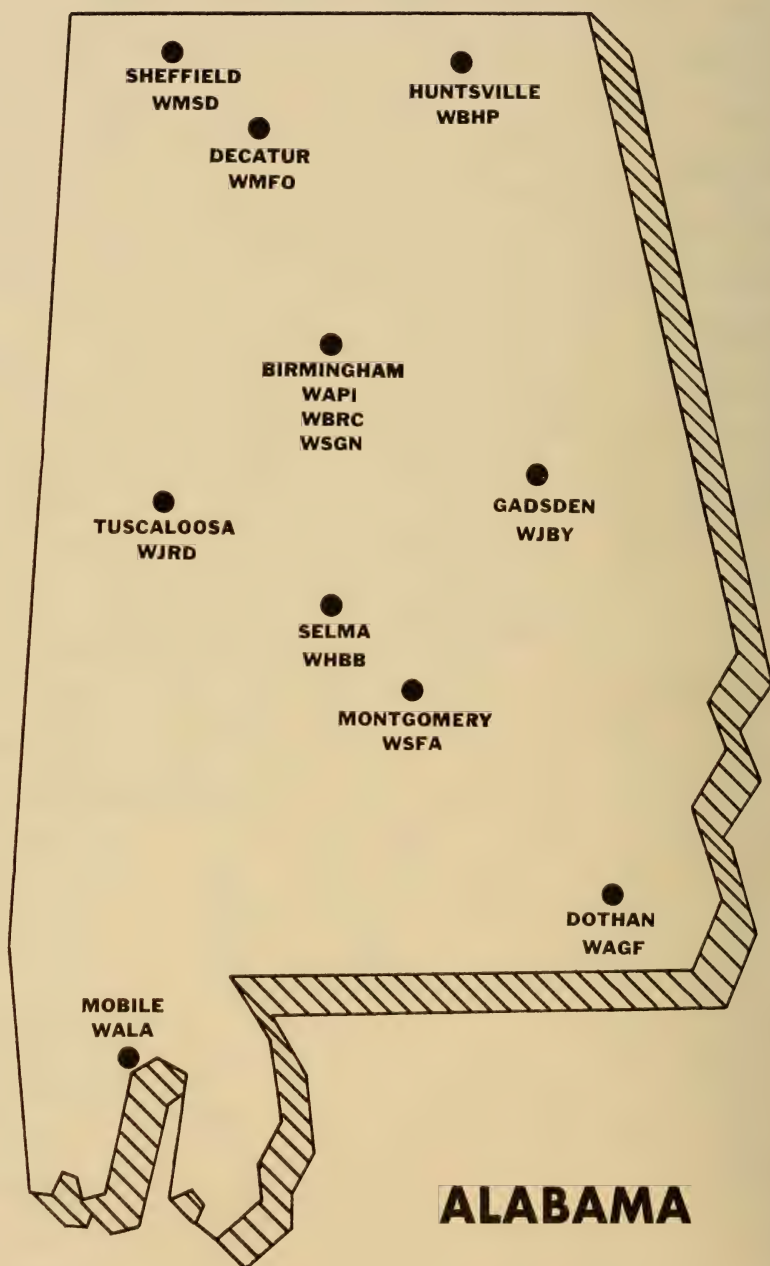 SHEFFIELD
WMSD
HUNTSVILLE
WBHP
DECATUR
WMFO
BIRMINGHAM
WAPI
WBRC
WSGN
GADSDEN
WJBY
TUSCALOOSA
WJRD
SELMA
WHBB
MONTGOMERY
WSFA
DOTHAN
WAGF
MOBILE
WALA
ALABAMA